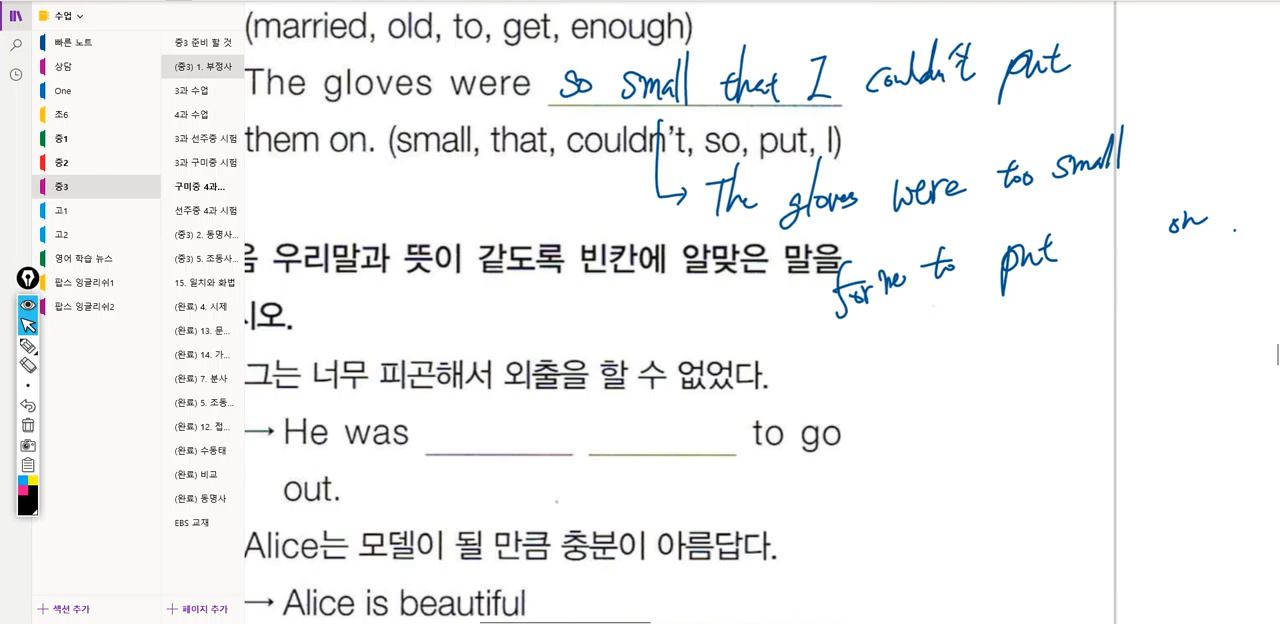 수업
빠른 노트
상담
One
초6
중1
중2
중3
고1
고2
영어 학습 뉴스
팝스 잉글리쉬1
팝스 잉글리쉬2
섹션 추가
중3 준비 할 것
(중3) 1. 부정사
3과 수업
4과 수업
3과 선주중 시험
3과 구미중 시험
구미중 4과...
선주중 4과 시험
(중3) 2. 동명사...
(중3) 5. 조동사...
15. 일치와 화법
(완료) 4. 시제
(완료) 13. 문...
(완료) 14. 가...
(완료) 7. 분사
(완료) 5. 조동...
(완료) 12. 접...
(완료) 수동태
(완료) 비교
(완료) 동명사
EBS 교재
페이지 추가
(married, old, to, get, enough)
The gloves were so small that I couldn't put
them on. (small, that, couldn't, so, put, I)
The gloves were too small
for me to put on.
음 우리말과 뜻이 같도록 빈칸에 알맞은 말을
시오.
그는 너무 피곤해서 외출을 할 수 없었다.
→ He was to go
out.
Alice는 모델이 될 만큼 충분이 아름답다.
→ Alice is beautiful